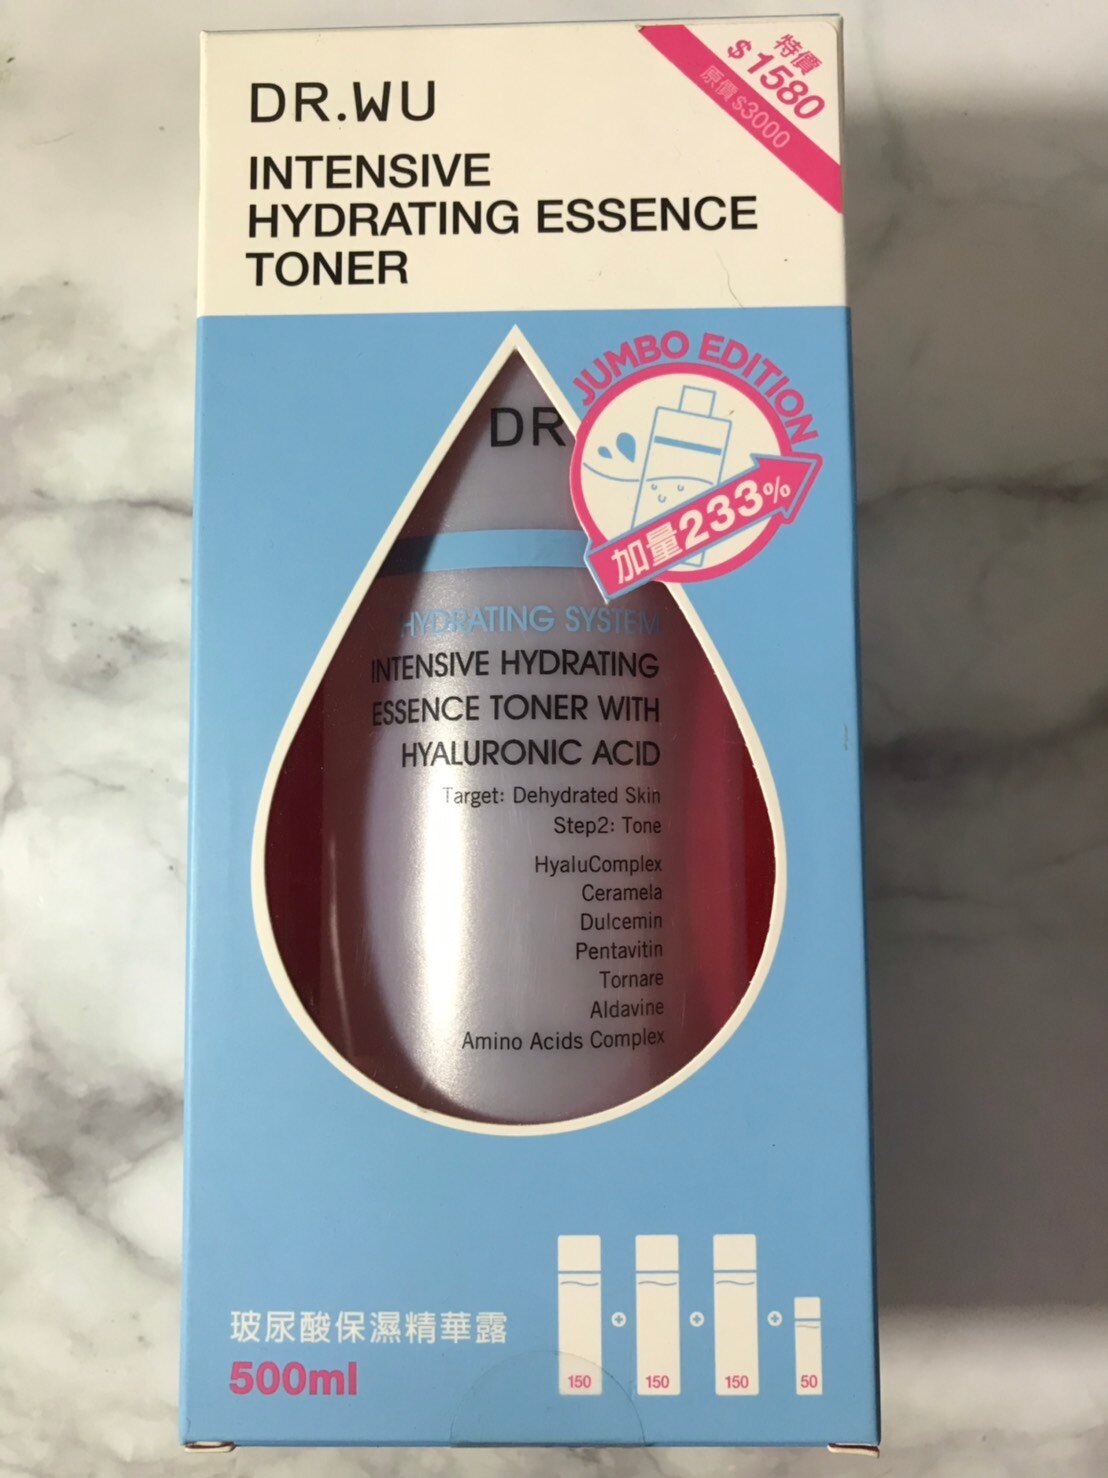 特價
$1580
原價$3000
DR.WU
INTENSIVE
HYDRATING ESSENCE
TONER
JUMBO EDITION
加量233%
DR
HYDRATING SYSTEM
INTENSIVE HYDRATING
ESSENCE TONER WITH
HYALURONIC ACID
Target: Dehydrated Skin
Step2: Tone
HyaluComplex
Ceramela
Dulcemin
Pentavitin
Tornare
Aldavine
Amino Acids Complex
玻尿酸保濕精華露
500ml
150
150
150
50